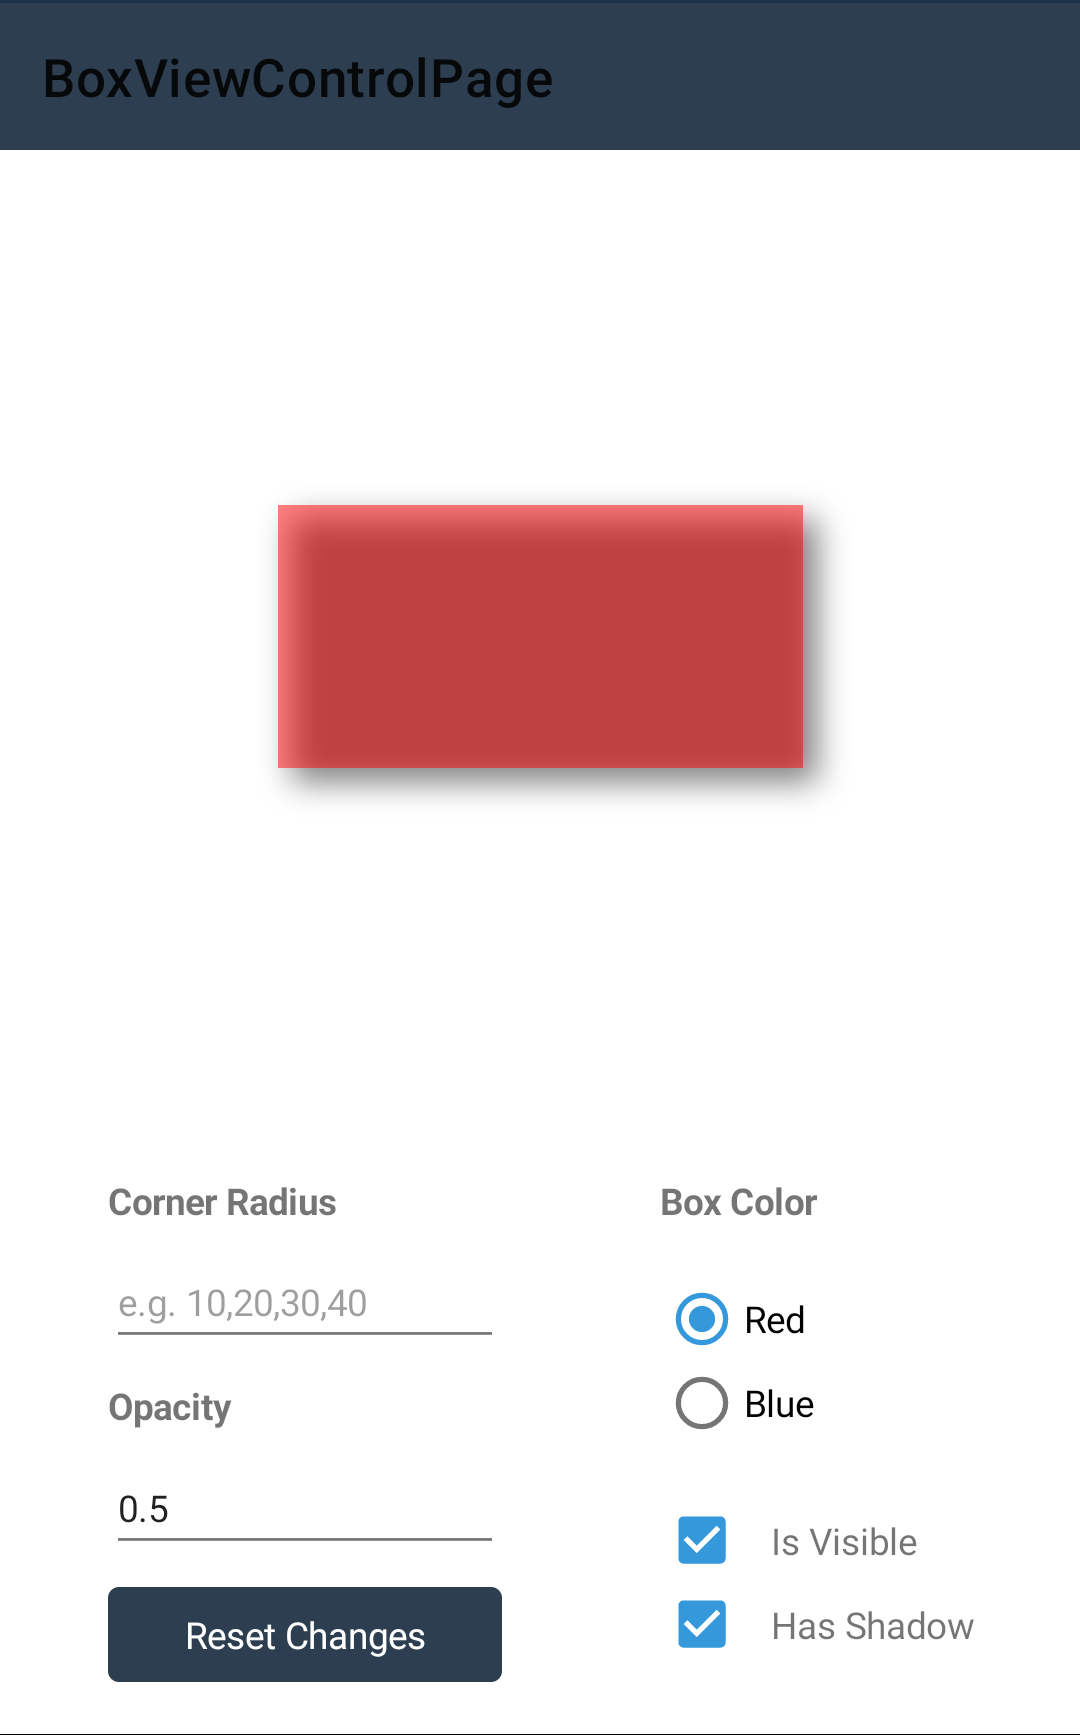 BoxViewControlPage
Corner Radius
e.g. 10,20,30,40
Opacity
0.5
Reset Changes
Box Color
Red
Blue
Is Visible
Has Shadow